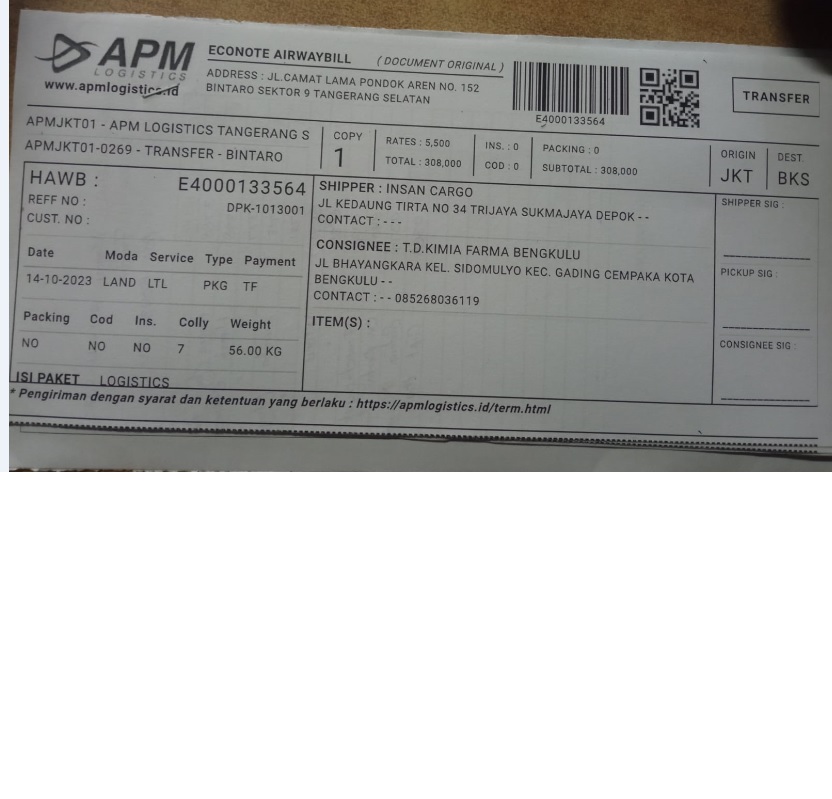 APM
LOGISTICS
www.apmlogistics.id
ECONOTE AIRWAYBILL ( DOCUMENT ORIGINAL )
ADDRESS : JL.CAMAT LAMA PONDOK AREN NO. 152
BINTARO SEKTOR 9 TANGERANG SELATAN
E4000133564
TRANSFER
APMJKT01 - APM LOGISTICS TANGERANG S
APMJKT01-0269 - TRANSFER - BINTARO
COPY
1
RATES : 5,500
TOTAL : 308,000
INS. : 0
COD : 0
PACKING : 0
SUBTOTAL : 308,000
ORIGIN
JKT
DEST.
BKS
HAWB : E4000133564
REFF NO : DPK-1013001
CUST. NO :
Date Moda Service Type Payment
14-10-2023 LAND LTL PKG TF
Packing Cod Ins. Colly Weight
NO NO NO 7 56.00 KG
ISI PAKET LOGISTICS
SHIPPER : INSAN CARGO
JL KEDAUNG TIRTA NO 34 TRIJAYA SUKMAJAYA DEPOK - -
CONTACT : - - -
CONSIGNEE : T.D.KIMIA FARMA BENGKULU
JL BHAYANGKARA KEL. SIDOMULYO KEC. GADING CEMPAKA KOTA
BENGKULU - -
CONTACT : - - 085268036119
ITEM(S) :
SHIPPER SIG :
PICKUP SIG :
CONSIGNEE SIG :
* Pengiriman dengan syarat dan ketentuan yang berlaku : https://apmlogistics.id/term.html